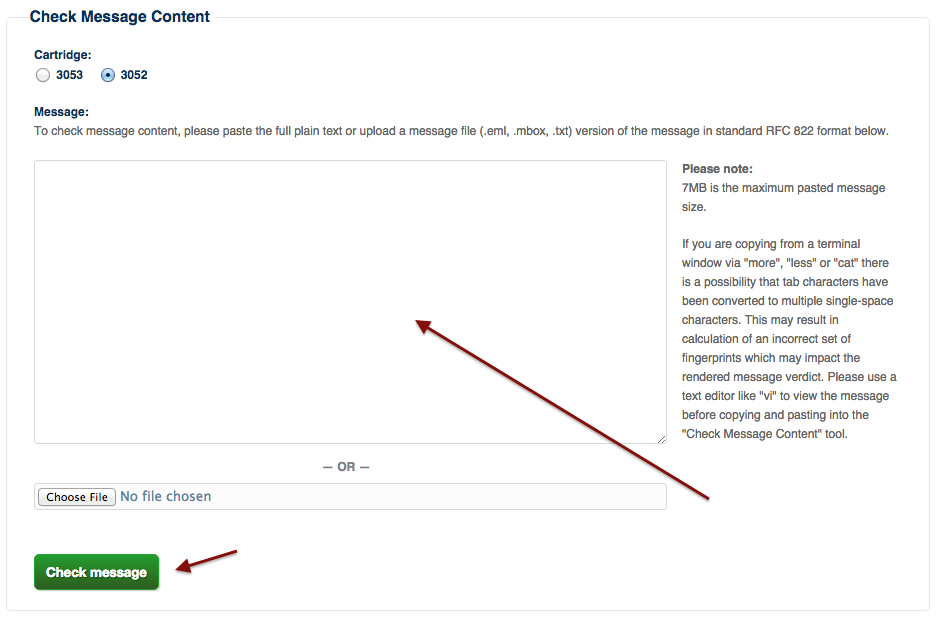 Check Message Content
Cartridge:
3053 3052
Message:
To check message content, please paste the full plain text or upload a message file (.eml, .mbox, .txt) version of the message in standard RFC 822 format below.
Please note:
7MB is the maximum pasted message
size.
If you are copying from a terminal
window via "more", "less" or "cat" there
is a possibility that tab characters have
been converted to multiple single-space
characters. This may result in
calculation of an incorrect set of
fingerprints which may impact the
rendered message verdict. Please use a
text editor like "vi" to view the message
before copying and pasting into the
"Check Message Content" tool.
— OR —
Choose File No file chosen
Check message